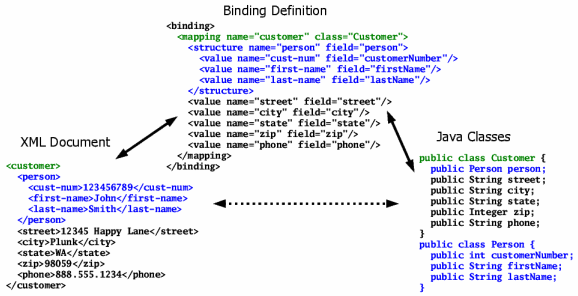 Binding Definition
<binding>
<mapping name="customer" class="Customer">
<structure name="person" field="person">
<value name="cust-num" field="customerNumber"/>
<value name="first-name" field="firstName"/>
<value name="last-name" field="lastName"/>
</structure>
<value name="street" field="street"/>
<value name="city" field="city"/>
<value name="state" field="state"/>
<value name="zip" field="zip"/>
<value name="phone" field="phone"/>
</mapping>
</binding>
XML Document
<customer>
<person>
<cust-num>123456789</cust-num>
<first-name>John</first-name>
<last-name>Smith</last-name>
</person>
<street>12345 Happy Lane</street>
<city>Plunk</city>
<state>WA</state>
<zip>98059</zip>
<phone>888.555.1234</phone>
</customer>
Java Classes
public class Customer {
public Person person;
public String street;
public String city;
public String state;
public Integer zip;
public String phone;
}
public class Person {
public int customerNumber;
public String firstName;
public String lastName;
}